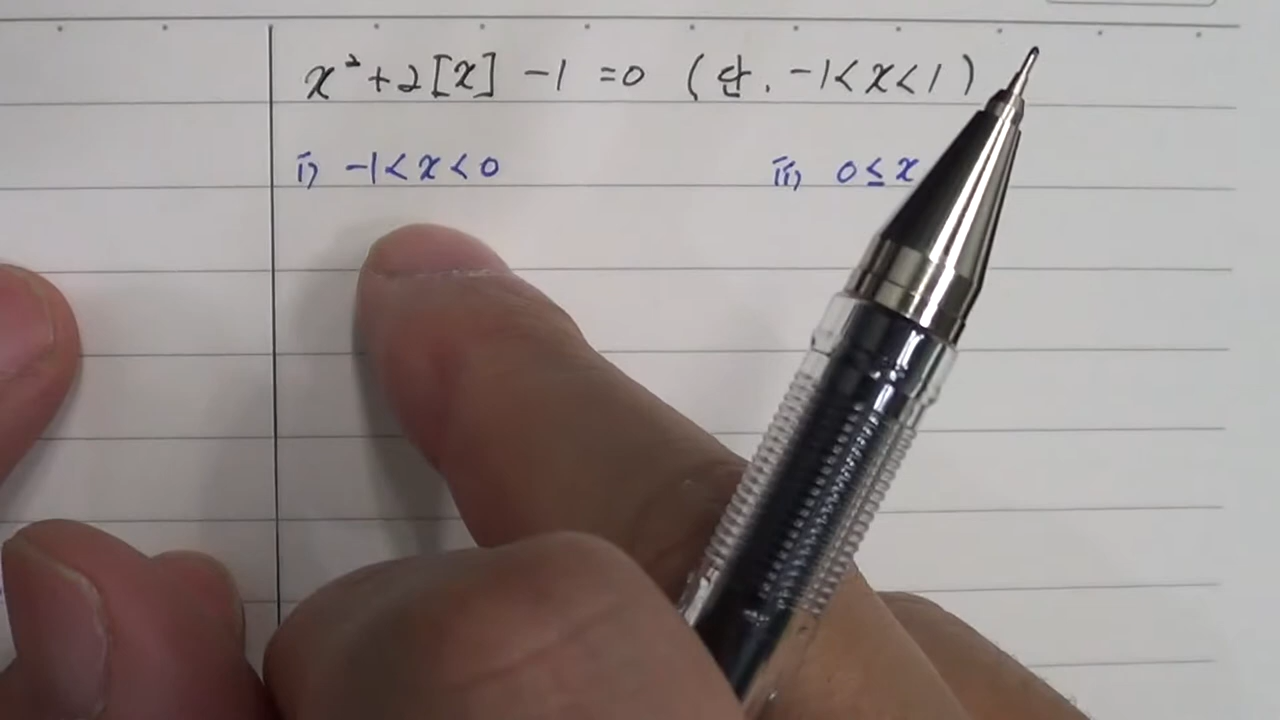 x² + 2[x] - 1 = 0 (단, -1 < x < 1)
i) -1 < x < 0
ii) 0 ≤ x